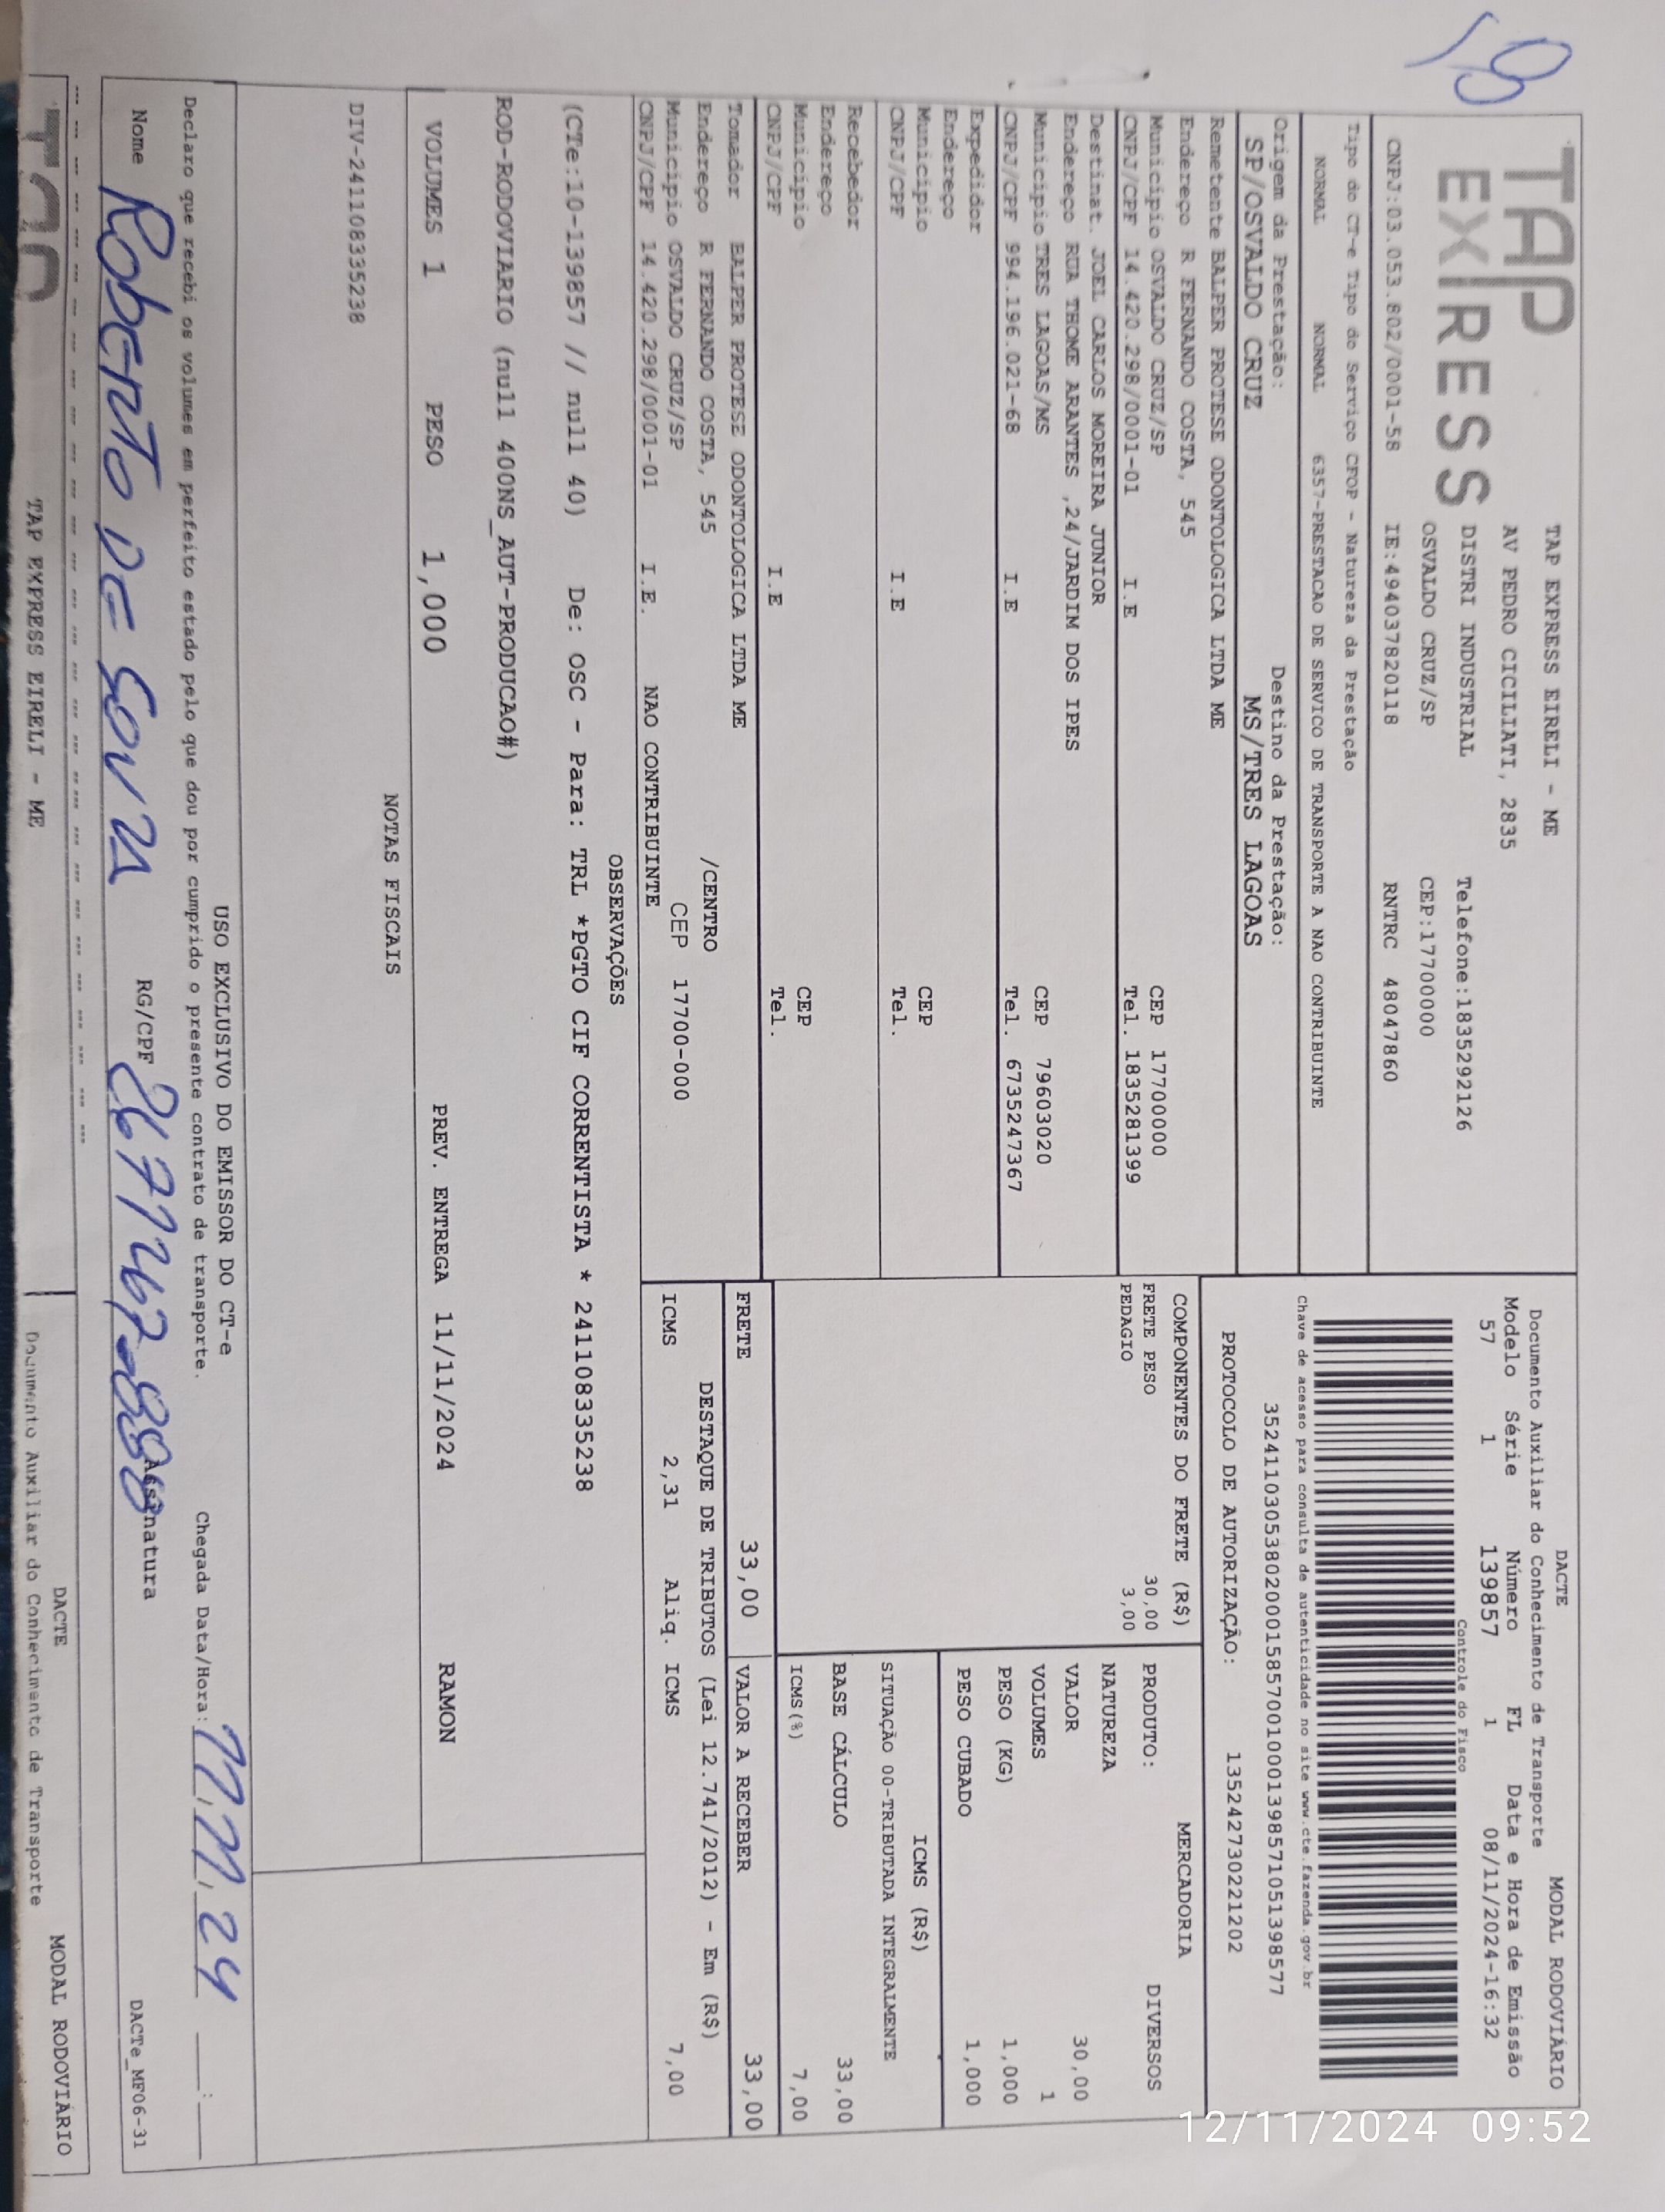 19
TAP
EXPRESS
TAP EXPRESS EIRELI - ME
AV PEDRO CICILIATI, 2835
DISTRI INDUSTRIAL Telefone:1835292126
OSVALDO CRUZ/SP CEP:17700000
CNPJ:03.053.802/0001-58 IE:494037820118 RNTRC 48047860
Tipo do CT-e Tipo do Serviço CFOP - Natureza da Prestação
NORMAL NORMAL 6357-PRESTACAO DE SERVICO DE TRANSPORTE A NAO CONTRIBUINTE
Origem da Prestação: Destino da Prestação:
SP/OSVALDO CRUZ MS/TRES LAGOAS
DACTE MODAL RODOVIÁRIO
Documento Auxiliar do Conhecimento de Transporte
Modelo Série Número FL Data e Hora de Emissão
57 1 139857 1 08/11/2024-16:32
Controle do Fisco
Chave de acesso para consulta de autenticidade no site www.cte.fazenda.gov.br
35241103053802000158570010001398571051398577
PROTOCOLO DE AUTORIZAÇÃO: 135242730221202
Remetente BALPER PROTESE ODONTOLOGICA LTDA ME
Endereço R FERNANDO COSTA, 545
Município OSVALDO CRUZ/SP CEP 17700000
CNPJ/CPF 14.420.298/0001-01 I.E Tel. 1835281399
Destinat. JOEL CARLOS MOREIRA JUNIOR
Endereço RUA THOME ARANTES ,24/JARDIM DOS IPES
Município TRES LAGOAS/MS CEP 79603020
CNPJ/CPF 994.196.021-68 I.E Tel. 6735247367
Expedidor
Endereço
Município CEP
CNPJ/CPF I.E Tel.
Recebedor
Endereço
Município CEP
CNPJ/CPF I.E Tel.
Tomador BALPER PROTESE ODONTOLOGICA LTDA ME
Endereço R FERNANDO COSTA, 545 /CENTRO
Município OSVALDO CRUZ/SP CEP 17700-000
CNPJ/CPF 14.420.298/0001-01 I.E. NAO CONTRIBUINTE
COMPONENTES DO FRETE (R$)
FRETE PESO 30,00
PEDAGIO 3,00
MERCADORIA
PRODUTO: DIVERSOS
NATUREZA
VALOR 30,00
VOLUMES 1
PESO (KG) 1,000
PESO CUBADO 1,000
ICMS (R$)
SITUAÇÃO 00-TRIBUTADA INTEGRALMENTE
BASE CÁLCULO 33,00
ICMS(%) 7,00
FRETE 33,00 VALOR A RECEBER 33,00
DESTAQUE DE TRIBUTOS (Lei 12.741/2012) - Em (R$)
ICMS 2,31 Aliq. ICMS 7,00
OBSERVAÇÕES
(CTe:10-139857 // null 40) De: OSC - Para: TRL *PGTO CIF CORRENTISTA * 241108335238
ROD-RODOVIARIO (null 400NS_AUT-PRODUCAO#)
VOLUMES 1 PESO 1,000 PREV. ENTREGA 11/11/2024 RAMON
NOTAS FISCAIS
DIV-241108335238
USO EXCLUSIVO DO EMISSOR DO CT-e
Declaro que recebi os volumes em perfeito estado pelo que dou por cumprido o presente contrato de transporte. Chegada Data/Hora: 11/11/24 ___:___
Nome Roberto de Souza RG/CPF Assinatura
DACTe_MF06-31
TAP
TAP EXPRESS EIRELI - ME
DACTE MODAL RODOVIÁRIO
Documento Auxiliar do Conhecimento de Transporte
12/11/2024 09:52